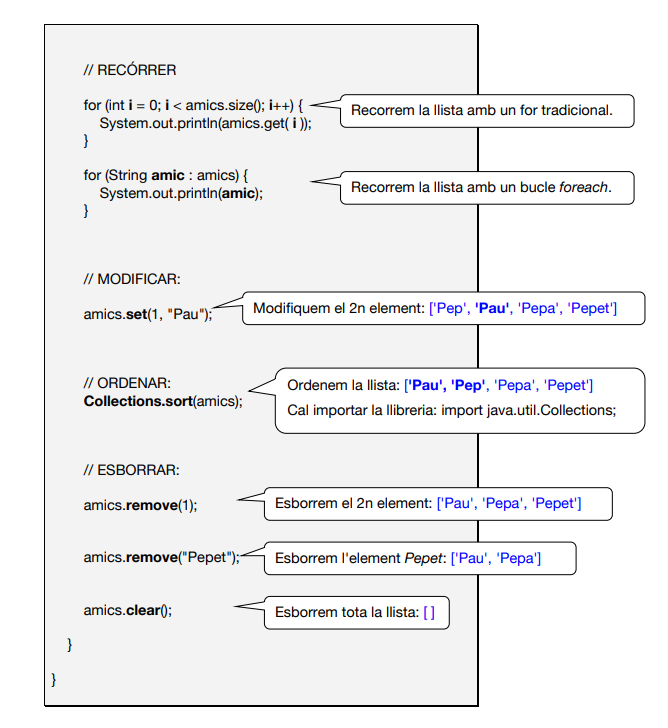 // RECÓRRER
for (int i = 0; i < amics.size(); i++) {
Recorrem la llista amb un for tradicional.
System.out.println(amics.get( i ));
}
for (String amic : amics) {
Recorrem la llista amb un bucle foreach.
System.out.println(amic);
}
// MODIFICAR:
amics.set(1, "Pau");
Modifiquem el 2n element: ['Pep', 'Pau', 'Pepa', 'Pepet']
// ORDENAR:
Collections.sort(amics);
Ordenem la llista: ['Pau', 'Pep', 'Pepa', 'Pepet']
Cal importar la llibreria: import java.util.Collections;
// ESBORRAR:
amics.remove(1);
Esborrem el 2n element: ['Pau', 'Pepa', 'Pepet']
amics.remove("Pepet");
Esborrem l'element Pepet: ['Pau', 'Pepa']
amics.clear();
Esborrem tota la llista: [ ]
}
}